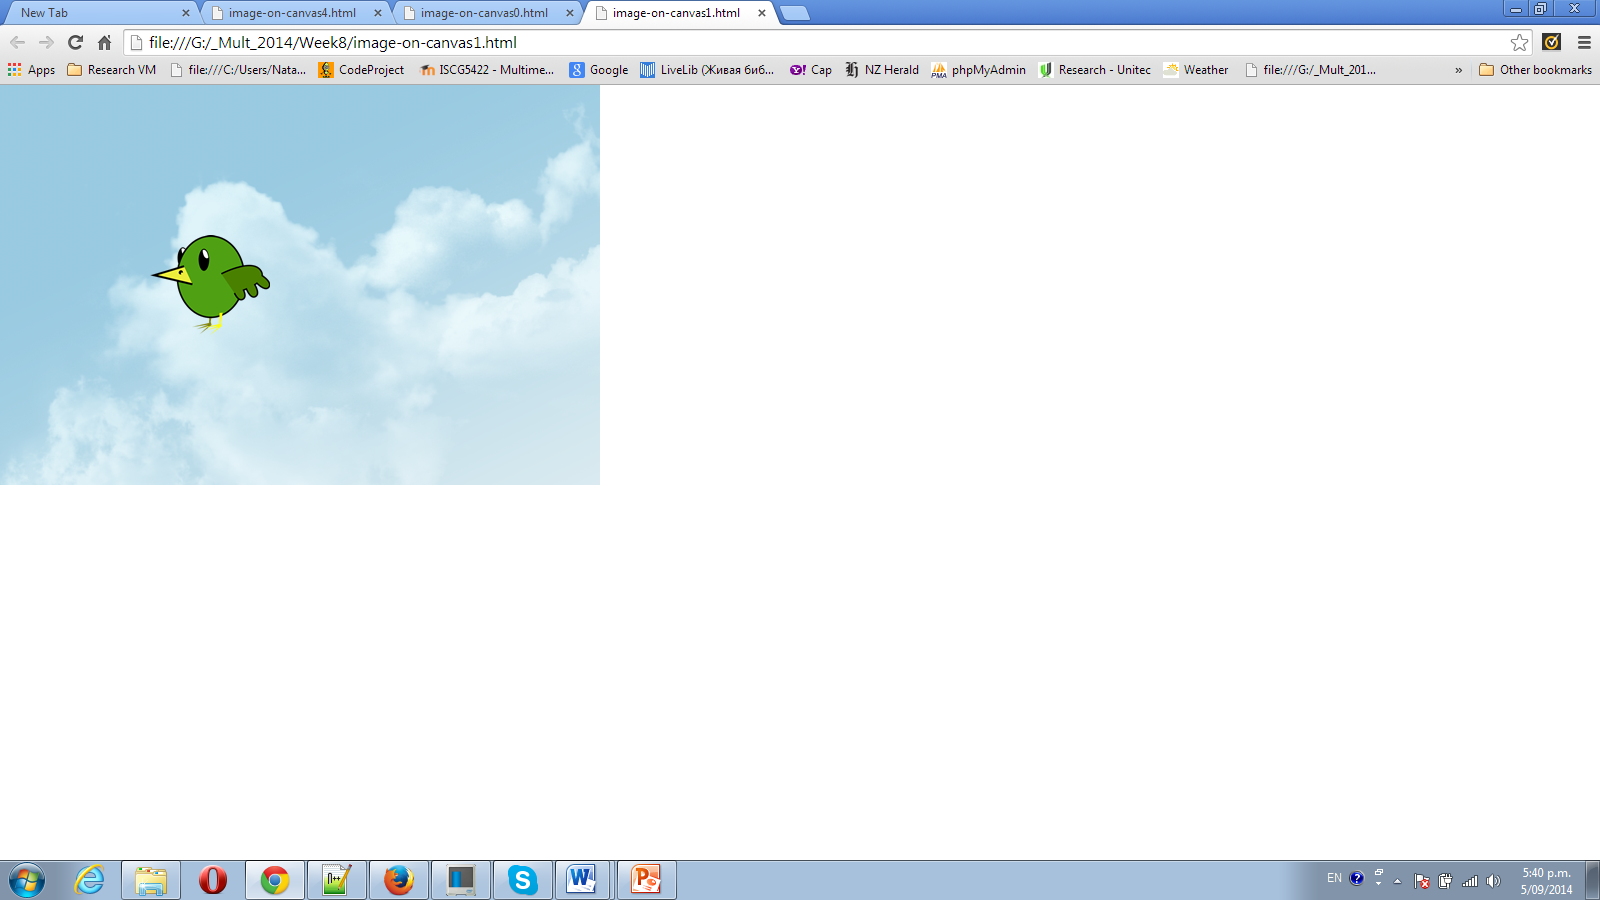 New Tab
image-on-canvas4.html
image-on-canvas0.html
image-on-canvas1.html
file:///G:/_Mult_2014/Week8/image-on-canvas1.html
Apps
Research VM
file:///C:/Users/Nata...
CodeProject
ISCG5422 - Multime...
Google
LiveLib (Живая биб...
Cap
NZ Herald
PMA
phpMyAdmin
Research - Unitec
Weather
file:///G:/_Mult_201...
»
Other bookmarks
EN
5:40 p.m.
5/09/2014